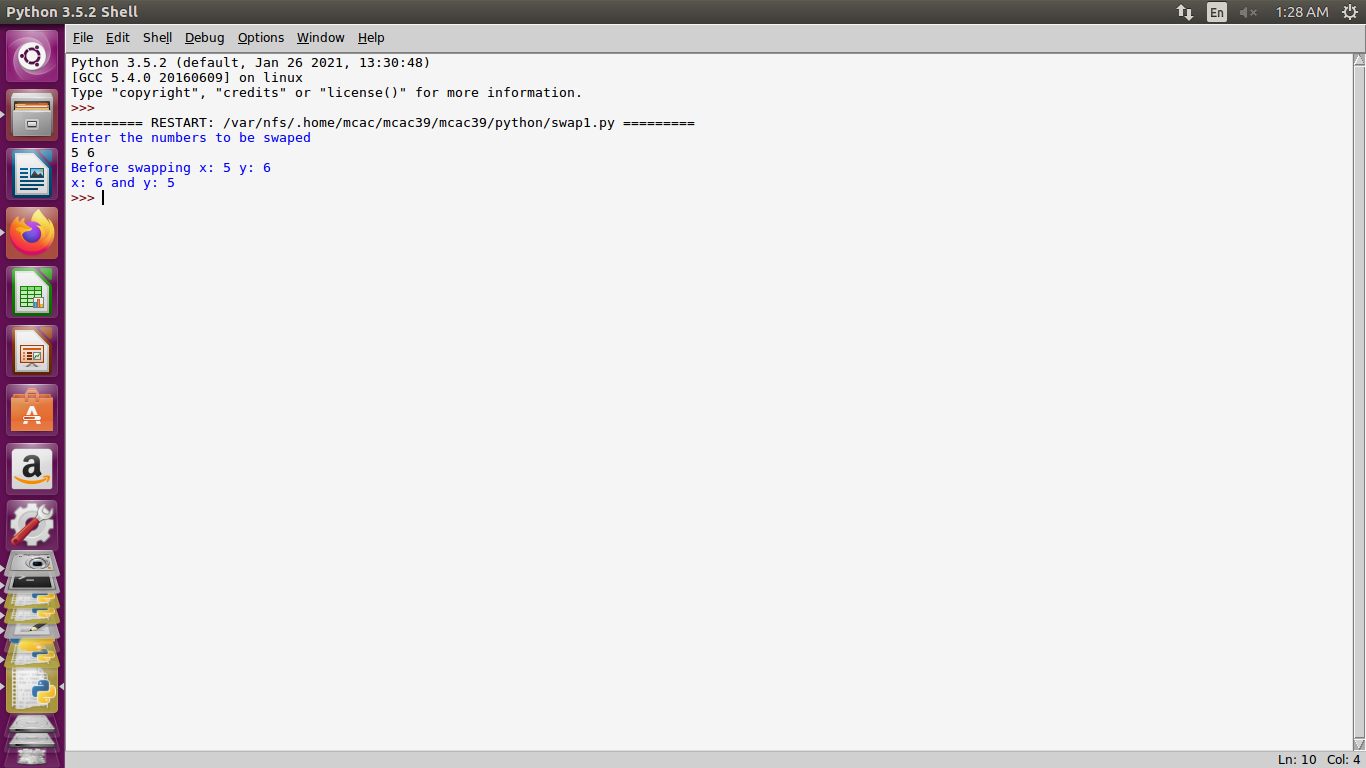 Python 3.5.2 Shell
En
1:28 AM
File Edit Shell Debug Options Window Help
Python 3.5.2 (default, Jan 26 2021, 13:30:48)
[GCC 5.4.0 20160609] on linux
Type "copyright", "credits" or "license()" for more information.
>>>
========= RESTART: /var/nfs/.home/mcac/mcac39/mcac39/python/swap1.py =========
Enter the numbers to be swaped
5 6
Before swapping x: 5 y: 6
x: 6 and y: 5
>>>
A
a
Ln: 10 Col: 4